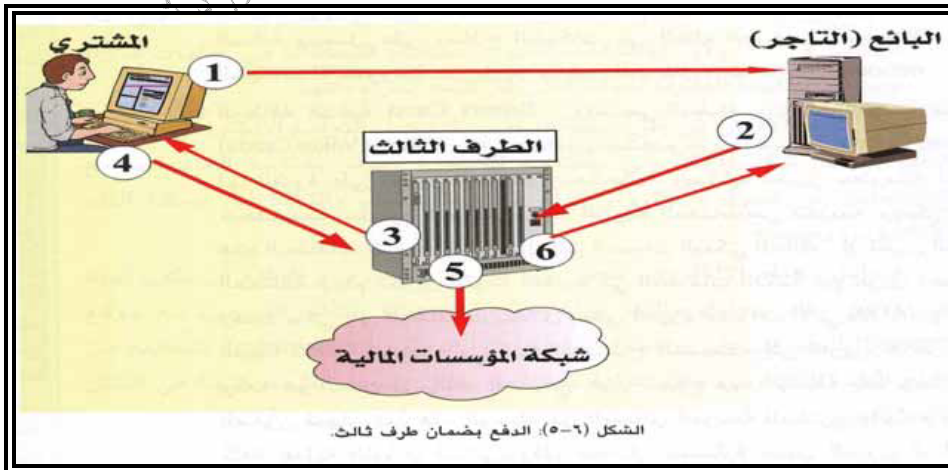 المشتري
البائع (التاجر)
1
2
الطرف الثالث
4
3
6
5
شبكة المؤسسات المالية
الشكل (٦-٥): الدفع بضمان طرف ثالث.